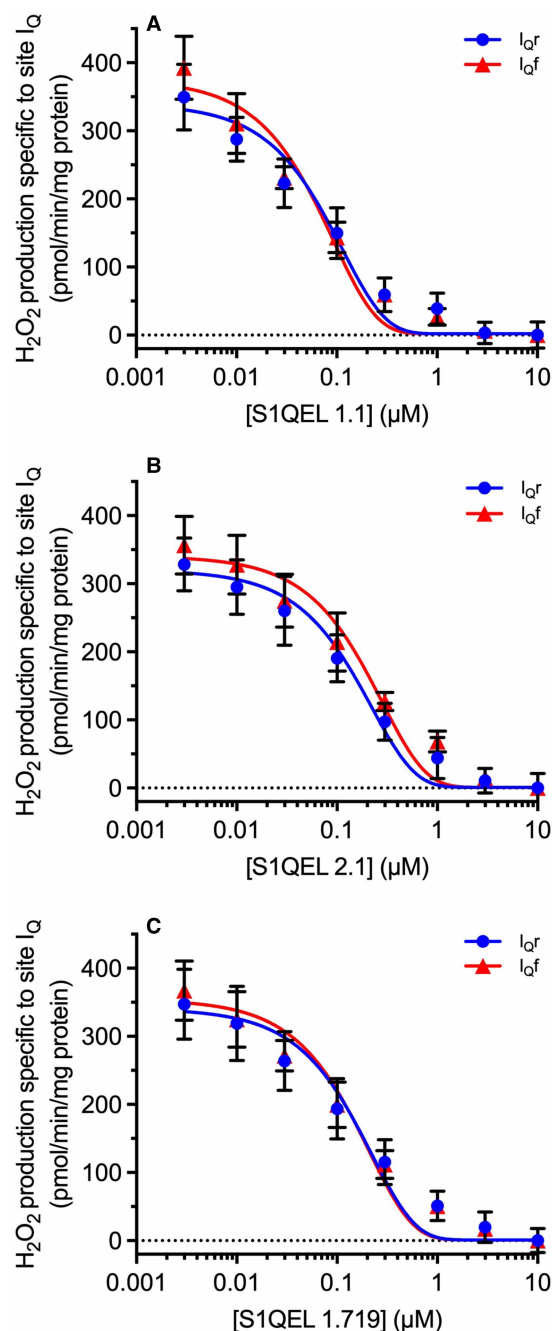 A
H2O2 production specific to site IQ
(pmol/min/mg protein)
IQr
IQf
400
300
200
100
0
0.001 0.01 0.1 1 10
[S1QEL 1.1] (µM)
B
H2O2 production specific to site IQ
(pmol/min/mg protein)
IQr
IQf
400
300
200
100
0
0.001 0.01 0.1 1 10
[S1QEL 2.1] (µM)
C
H2O2 production specific to site IQ
(pmol/min/mg protein)
IQr
IQf
400
300
200
100
0
0.001 0.01 0.1 1 10
[S1QEL 1.719] (µM)